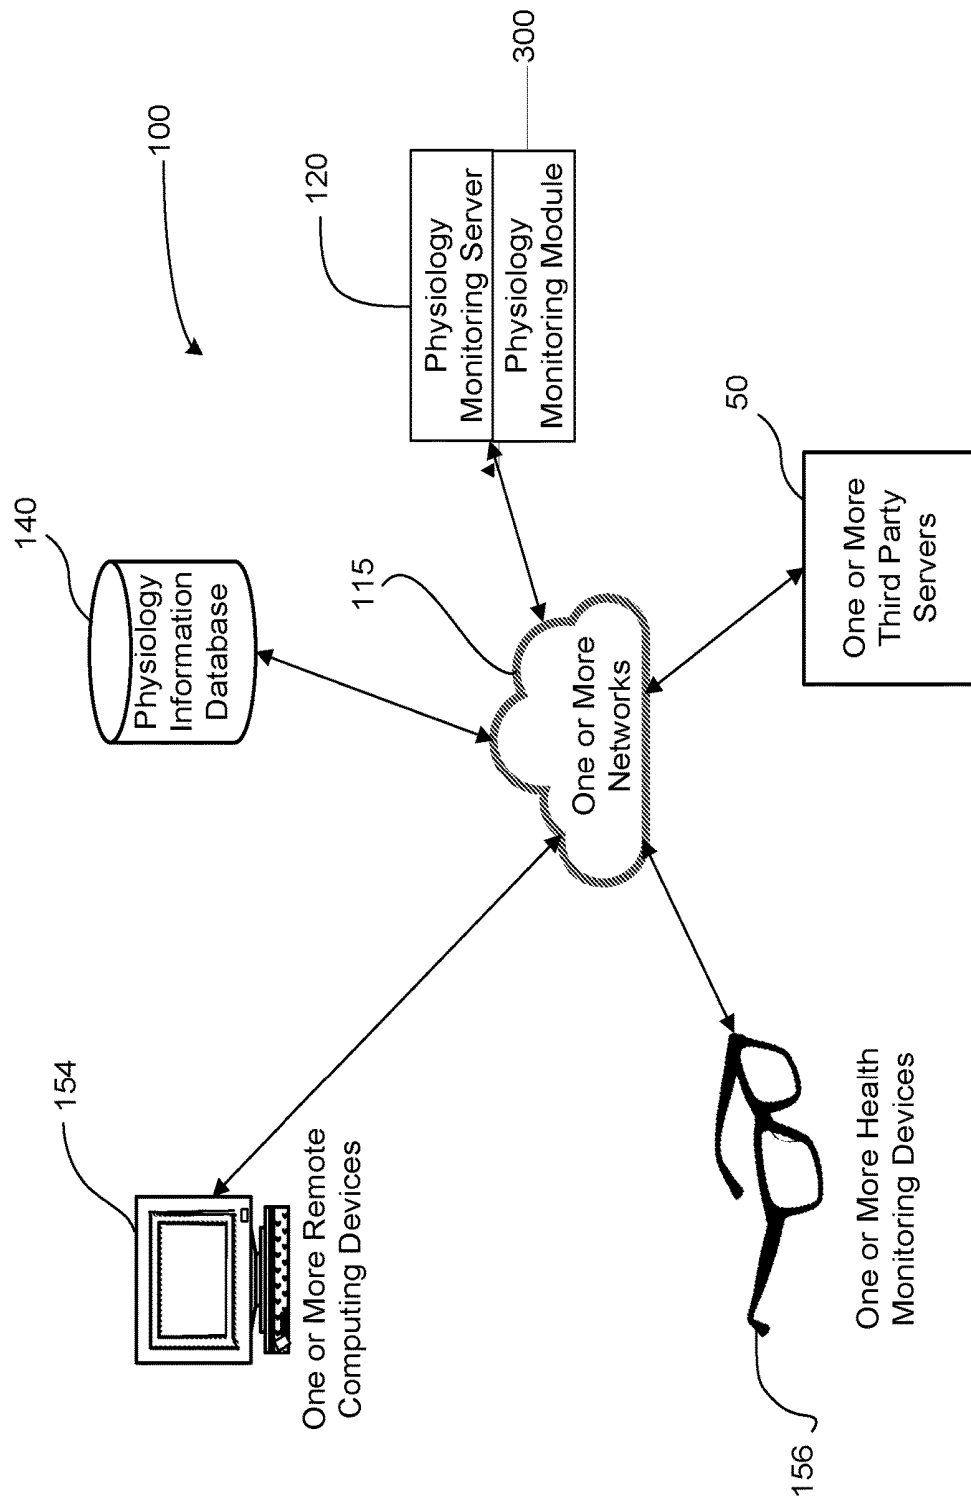 100
140
Physiology
Information
Database
120
Physiology
Monitoring Server
Physiology
Monitoring Module
300
154
One or More Remote
Computing Devices
115
One or More
Networks
50
One or More
Third Party
Servers
156
One or More Health
Monitoring Devices